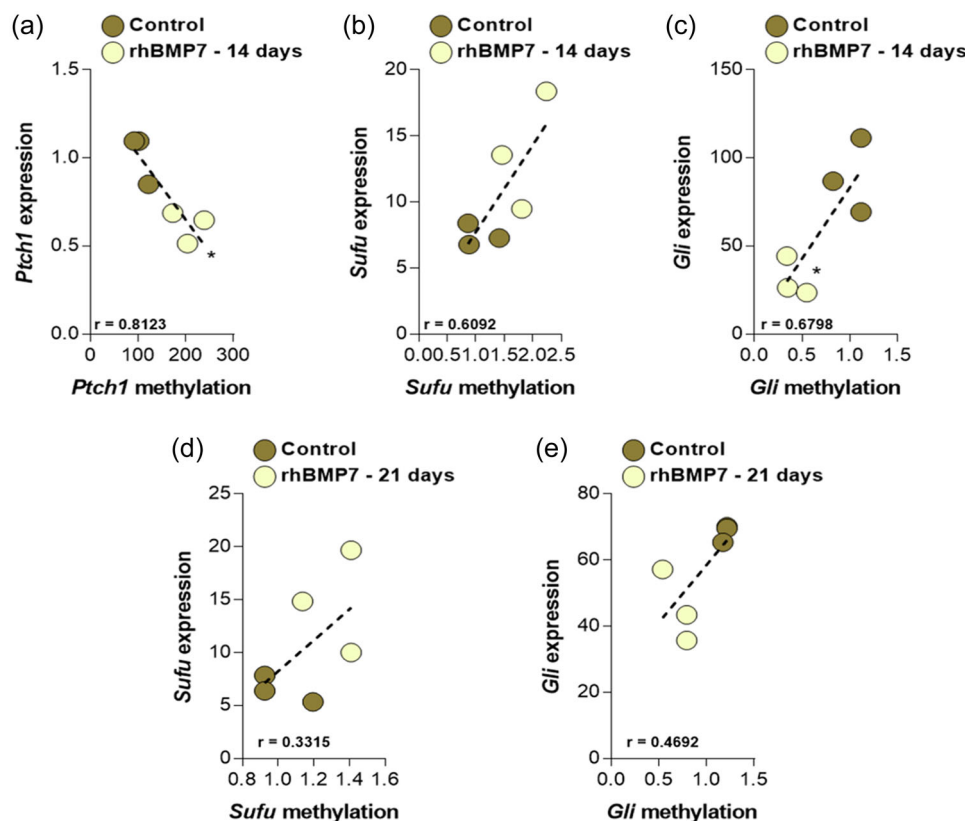 (a)
Control
rhBMP7 - 14 days
1.5
1.0
0.5
0.0
Ptch1 expression
r = 0.8123
*
0 100 200 300
Ptch1 methylation
(b)
Control
rhBMP7 - 14 days
20
15
10
5
0
Sufu expression
r = 0.6092
0.00.51.01.52.02.5
Sufu methylation
(c)
Control
rhBMP7 - 14 days
150
100
50
0
Gli expression
*
r = 0.6798
0.0 0.5 1.0 1.5
Gli methylation
(d)
Control
rhBMP7 - 21 days
25
20
15
10
5
0
Sufu expression
r = 0.3315
0.8 1.0 1.2 1.4 1.6
Sufu methylation
(e)
Control
rhBMP7 - 21 days
80
60
40
20
0
Gli expression
r = 0.4692
0.0 0.5 1.0 1.5
Gli methylation